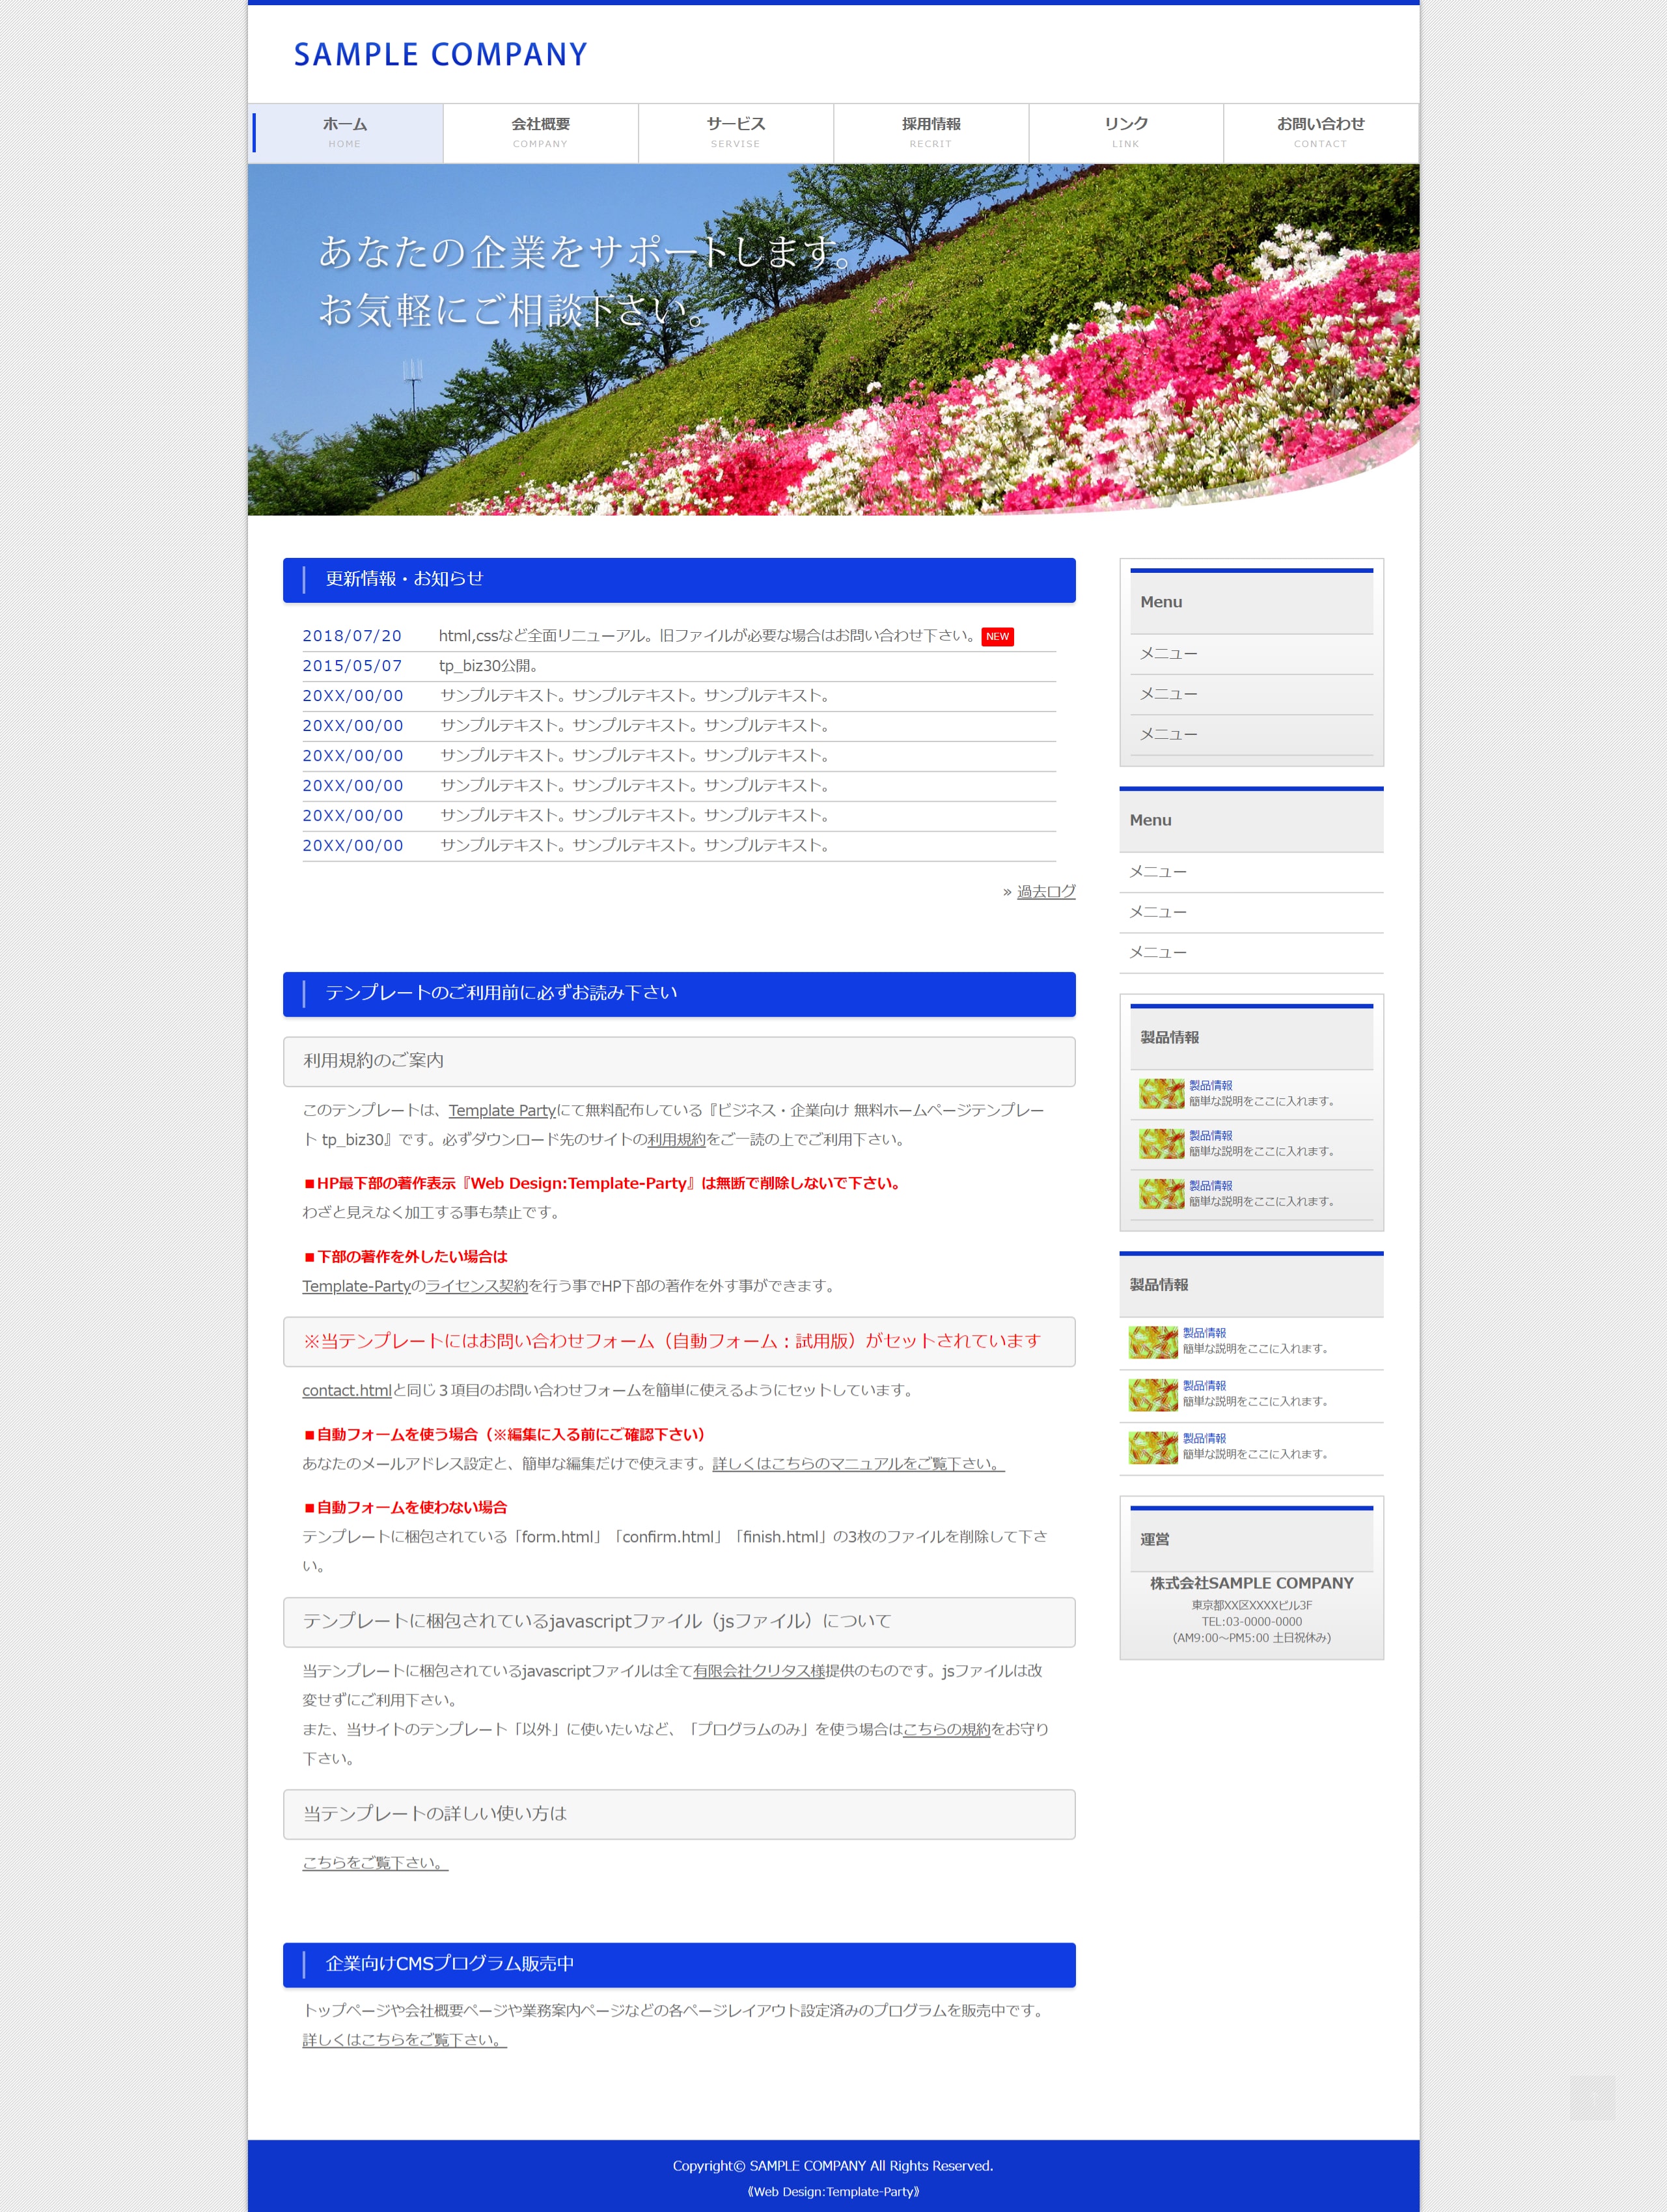 SAMPLE COMPANY
ホーム
HOME
会社概要
COMPANY
サービス
SERVISE
採用情報
RECRIT
リンク
LINK
お問い合わせ
CONTACT
あなたの企業をサポートします。
お気軽にご相談下さい。
更新情報・お知らせ
2018/07/20 html,cssなど全面リニューアル。旧ファイルが必要な場合はお問い合わせ下さい。 NEW
2015/05/07 tp_biz30公開。
20XX/00/00 サンプルテキスト。サンプルテキスト。サンプルテキスト。
20XX/00/00 サンプルテキスト。サンプルテキスト。サンプルテキスト。
20XX/00/00 サンプルテキスト。サンプルテキスト。サンプルテキスト。
20XX/00/00 サンプルテキスト。サンプルテキスト。サンプルテキスト。
20XX/00/00 サンプルテキスト。サンプルテキスト。サンプルテキスト。
20XX/00/00 サンプルテキスト。サンプルテキスト。サンプルテキスト。
» 過去ログ
テンプレートのご利用前に必ずお読み下さい
利用規約のご案内
このテンプレートは、Template Partyにて無料配布している『ビジネス・企業向け 無料ホームページテンプレー
ト tp_biz30』です。必ずダウンロード先のサイトの利用規約をご一読の上でご利用下さい。
■HP最下部の著作表示『Web Design:Template-Party』は無断で削除しないで下さい。
わざと見えなく加工する事も禁止です。
■下部の著作を外したい場合は
Template-Partyのライセンス契約を行う事でHP下部の著作を外す事ができます。
※当テンプレートにはお問い合わせフォーム（自動フォーム：試用版）がセットされています
contact.htmlと同じ３項目のお問い合わせフォームを簡単に使えるようにセットしています。
■自動フォームを使う場合（※編集に入る前にご確認下さい）
あなたのメールアドレス設定と、簡単な編集だけで使えます。詳しくはこちらのマニュアルをご覧下さい。
■自動フォームを使わない場合
テンプレートに梱包されている「form.html」「confirm.html」「finish.html」の3枚のファイルを削除して下さ
い。
テンプレートに梱包されているjavascriptファイル（jsファイル）について
当テンプレートに梱包されているjavascriptファイルは全て有限会社クリタス様提供のものです。jsファイルは改
変せずにご利用下さい。
また、当サイトのテンプレート「以外」に使いたいなど、「プログラムのみ」を使う場合はこちらの規約をお守り
下さい。
当テンプレートの詳しい使い方は
こちらをご覧下さい。
企業向けCMSプログラム販売中
トップページや会社概要ページや業務案内ページなどの各ページレイアウト設定済みのプログラムを販売中です。
詳しくはこちらをご覧下さい。
Menu
メニュー
メニュー
メニュー
Menu
メニュー
メニュー
メニュー
製品情報
製品情報
簡単な説明をここに入れます。
製品情報
簡単な説明をここに入れます。
製品情報
簡単な説明をここに入れます。
製品情報
製品情報
簡単な説明をここに入れます。
製品情報
簡単な説明をここに入れます。
製品情報
簡単な説明をここに入れます。
運営
株式会社SAMPLE COMPANY
東京都XX区XXXXビル3F
TEL:03-0000-0000
(AM9:00～PM5:00 土日祝休み)
Copyright© SAMPLE COMPANY All Rights Reserved.
《Web Design:Template-Party》